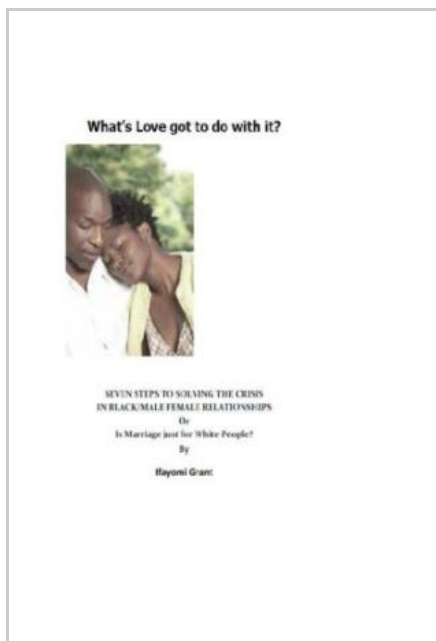 What's Love got to do with it?
SEVEN STEPS TO SOLVING THE CRISIS
IN BLACK/MALE FEMALE RELATIONSHIPS
Or
Is Marriage just for White People?
By
Ifayomi Grant